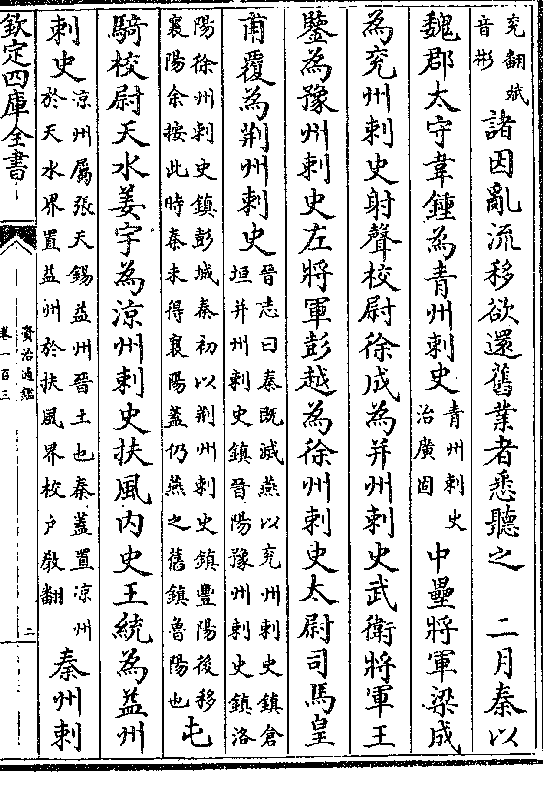 兖翻斌
音彬
諸因亂流移欲還舊業者悉聽之　二月秦以
魏郡太守韋鍾為青州刺史
青州刺史
治廣固
中壘將軍梁成
為兖州刺史射聲校尉徐成為并州刺史武衛將軍王
鑒為豫州刺史左將軍彭越為徐州刺史太尉司馬皇
甫覆為荆州刺史
晉志曰秦既滅燕以兖州刺史鎮倉
垣并州刺史鎮晉陽豫州刺史鎮洛
陽徐州刺史鎮彭城秦初以荆州刺史鎮豐陽後移
襄陽余按此時秦未得襄陽蓋仍燕之舊鎮魯陽也
屯
騎校尉天水姜宇為涼州刺史扶風内史王統為益州
刺史
涼州屬張天錫益州晉土也秦蓋置涼州
於天水界置益州於扶風界校户敎翻
秦州刺
欽定四庫全書
資治通鑑
卷一百三
二